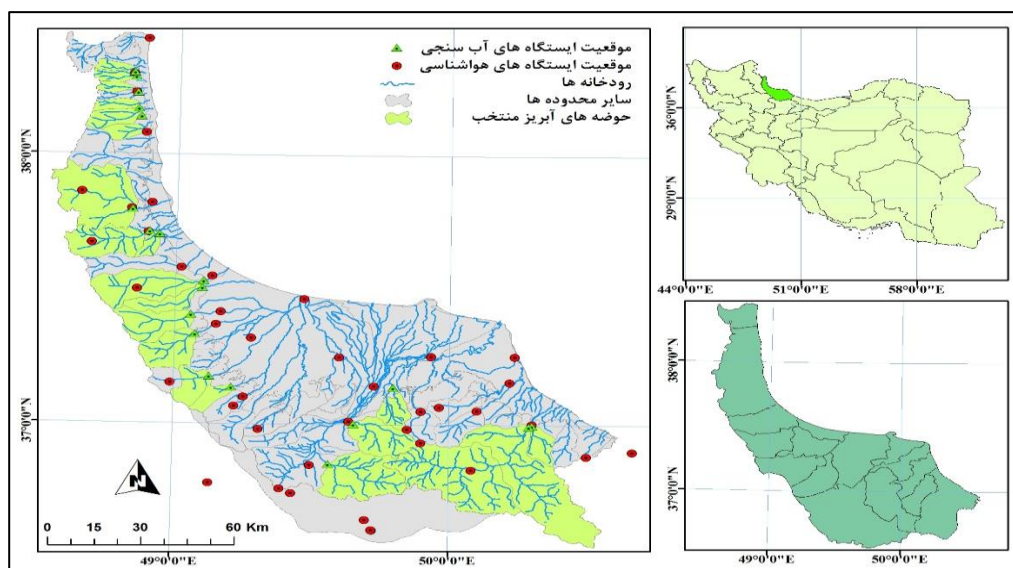 موقعیت ایستگاه های آب سنجی
موقعیت ایستگاه های هواشناسی
رودخانه ها
سایر محدوده ها
حوضه های آبریز منتخب
38°0'0"N
37°0'0"N
N
0 15 30 60 Km
49°0'0"E 50°0'0"E
36°0'0"N
29°0'0"N
44°0'0"E 51°0'0"E 58°0'0"E
38°0'0"N
37°0'0"N
49°0'0"E 50°0'0"E